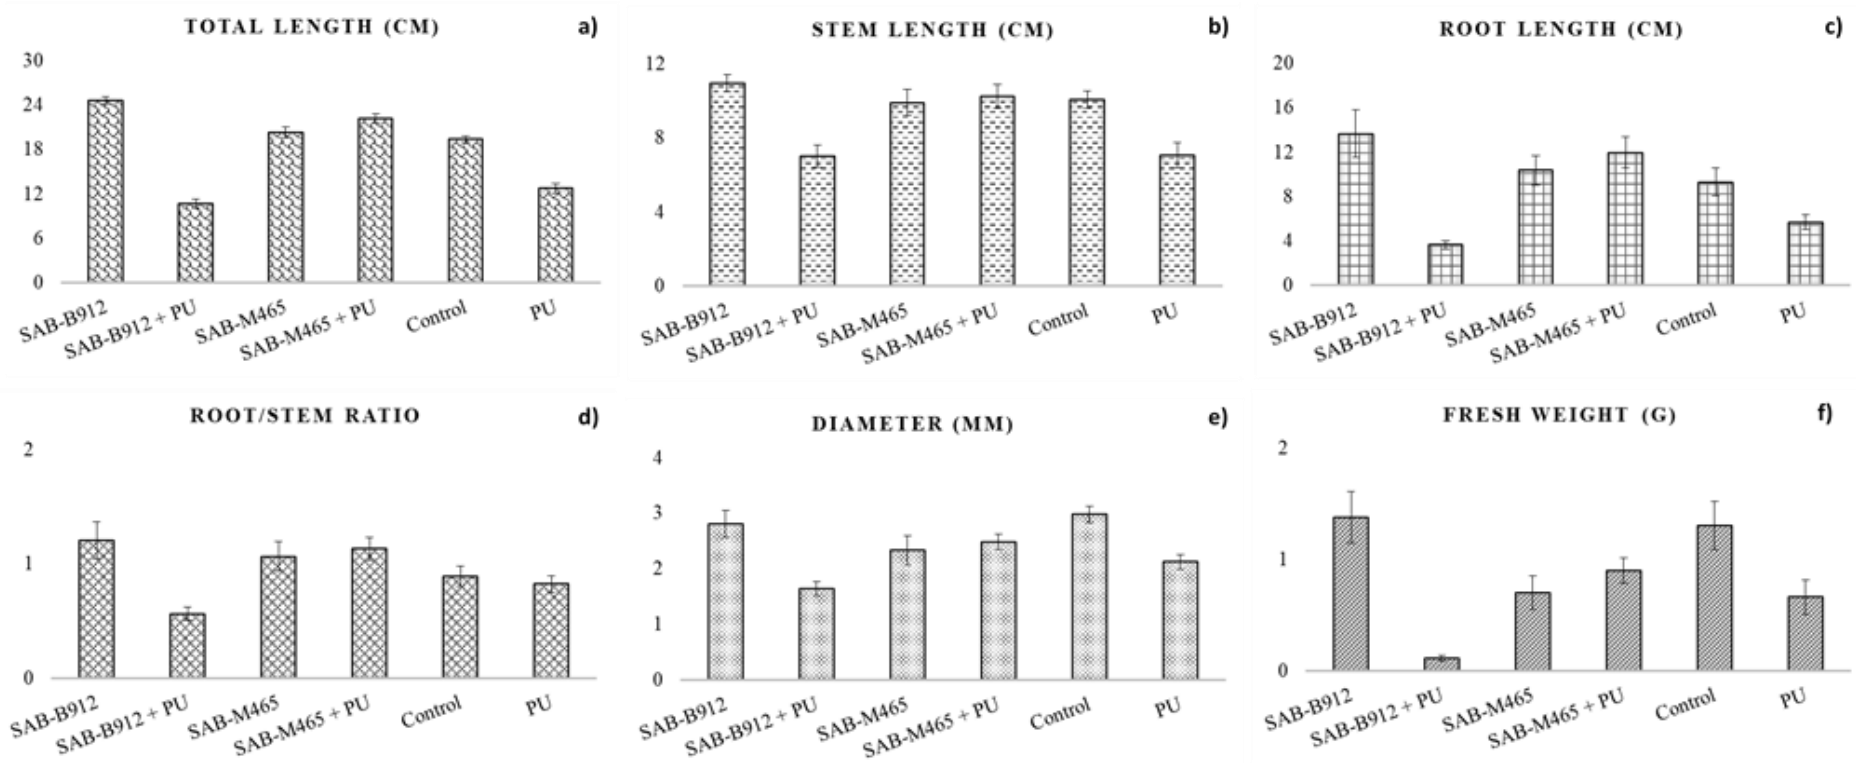 TOTAL LENGTH (CM)
a)
30
24
18
12
6
0
SAB-B912
SAB-B912 + PU
SAB-M465
SAB-M465 + PU
Control
PU
STEM LENGTH (CM)
b)
12
8
4
0
SAB-B912
SAB-B912 + PU
SAB-M465
SAB-M465 + PU
Control
PU
ROOT LENGTH (CM)
c)
20
16
12
8
4
0
SAB-B912
SAB-B912 + PU
SAB-M465
SAB-M465 + PU
Control
PU
ROOT/STEM RATIO
d)
2
1
0
SAB-B912
SAB-B912 + PU
SAB-M465
SAB-M465 + PU
Control
PU
DIAMETER (MM)
e)
4
3
2
1
0
SAB-B912
SAB-B912 + PU
SAB-M465
SAB-M465 + PU
Control
PU
FRESH WEIGHT (G)
f)
2
1
0
SAB-B912
SAB-B912 + PU
SAB-M465
SAB-M465 + PU
Control
PU